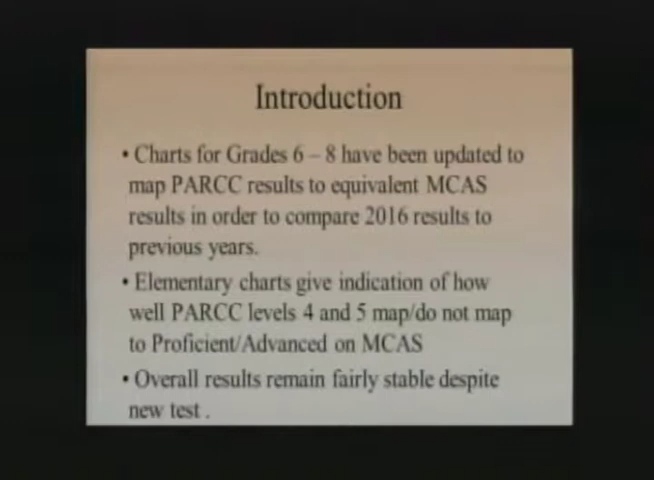 Introduction
• Charts for Grades 6 – 8 have been updated to
map PARCC results to equivalent MCAS
results in order to compare 2016 results to
previous years.
• Elementary charts give indication of how
well PARCC levels 4 and 5 map/do not map
to Proficient/Advanced on MCAS
• Overall results remain fairly stable despite
new test .